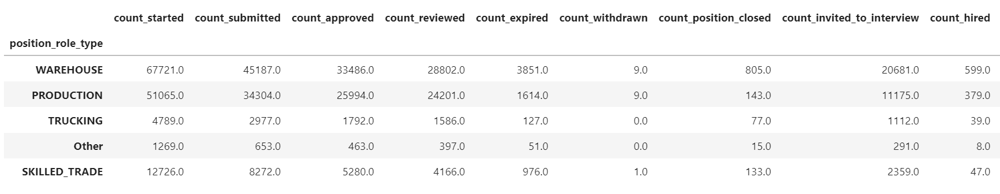 count_started count_submitted count_approved count_reviewed count_expired count_withdrawn count_position_closed count_invited_to_interview count_hired
position_role_type
WAREHOUSE 67721.0 45187.0 33486.0 28802.0 3851.0 9.0 805.0 20681.0 599.0
PRODUCTION 51065.0 34304.0 25994.0 24201.0 1614.0 9.0 143.0 11175.0 379.0
TRUCKING 4789.0 2977.0 1792.0 1586.0 127.0 0.0 77.0 1112.0 39.0
Other 1269.0 653.0 463.0 397.0 51.0 0.0 15.0 291.0 8.0
SKILLED_TRADE 12726.0 8272.0 5280.0 4166.0 976.0 1.0 133.0 2359.0 47.0